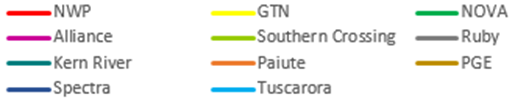 NWP GTN NOVA
Alliance Southern Crossing Ruby
Kern River Paiute PGE
Spectra Tuscarora